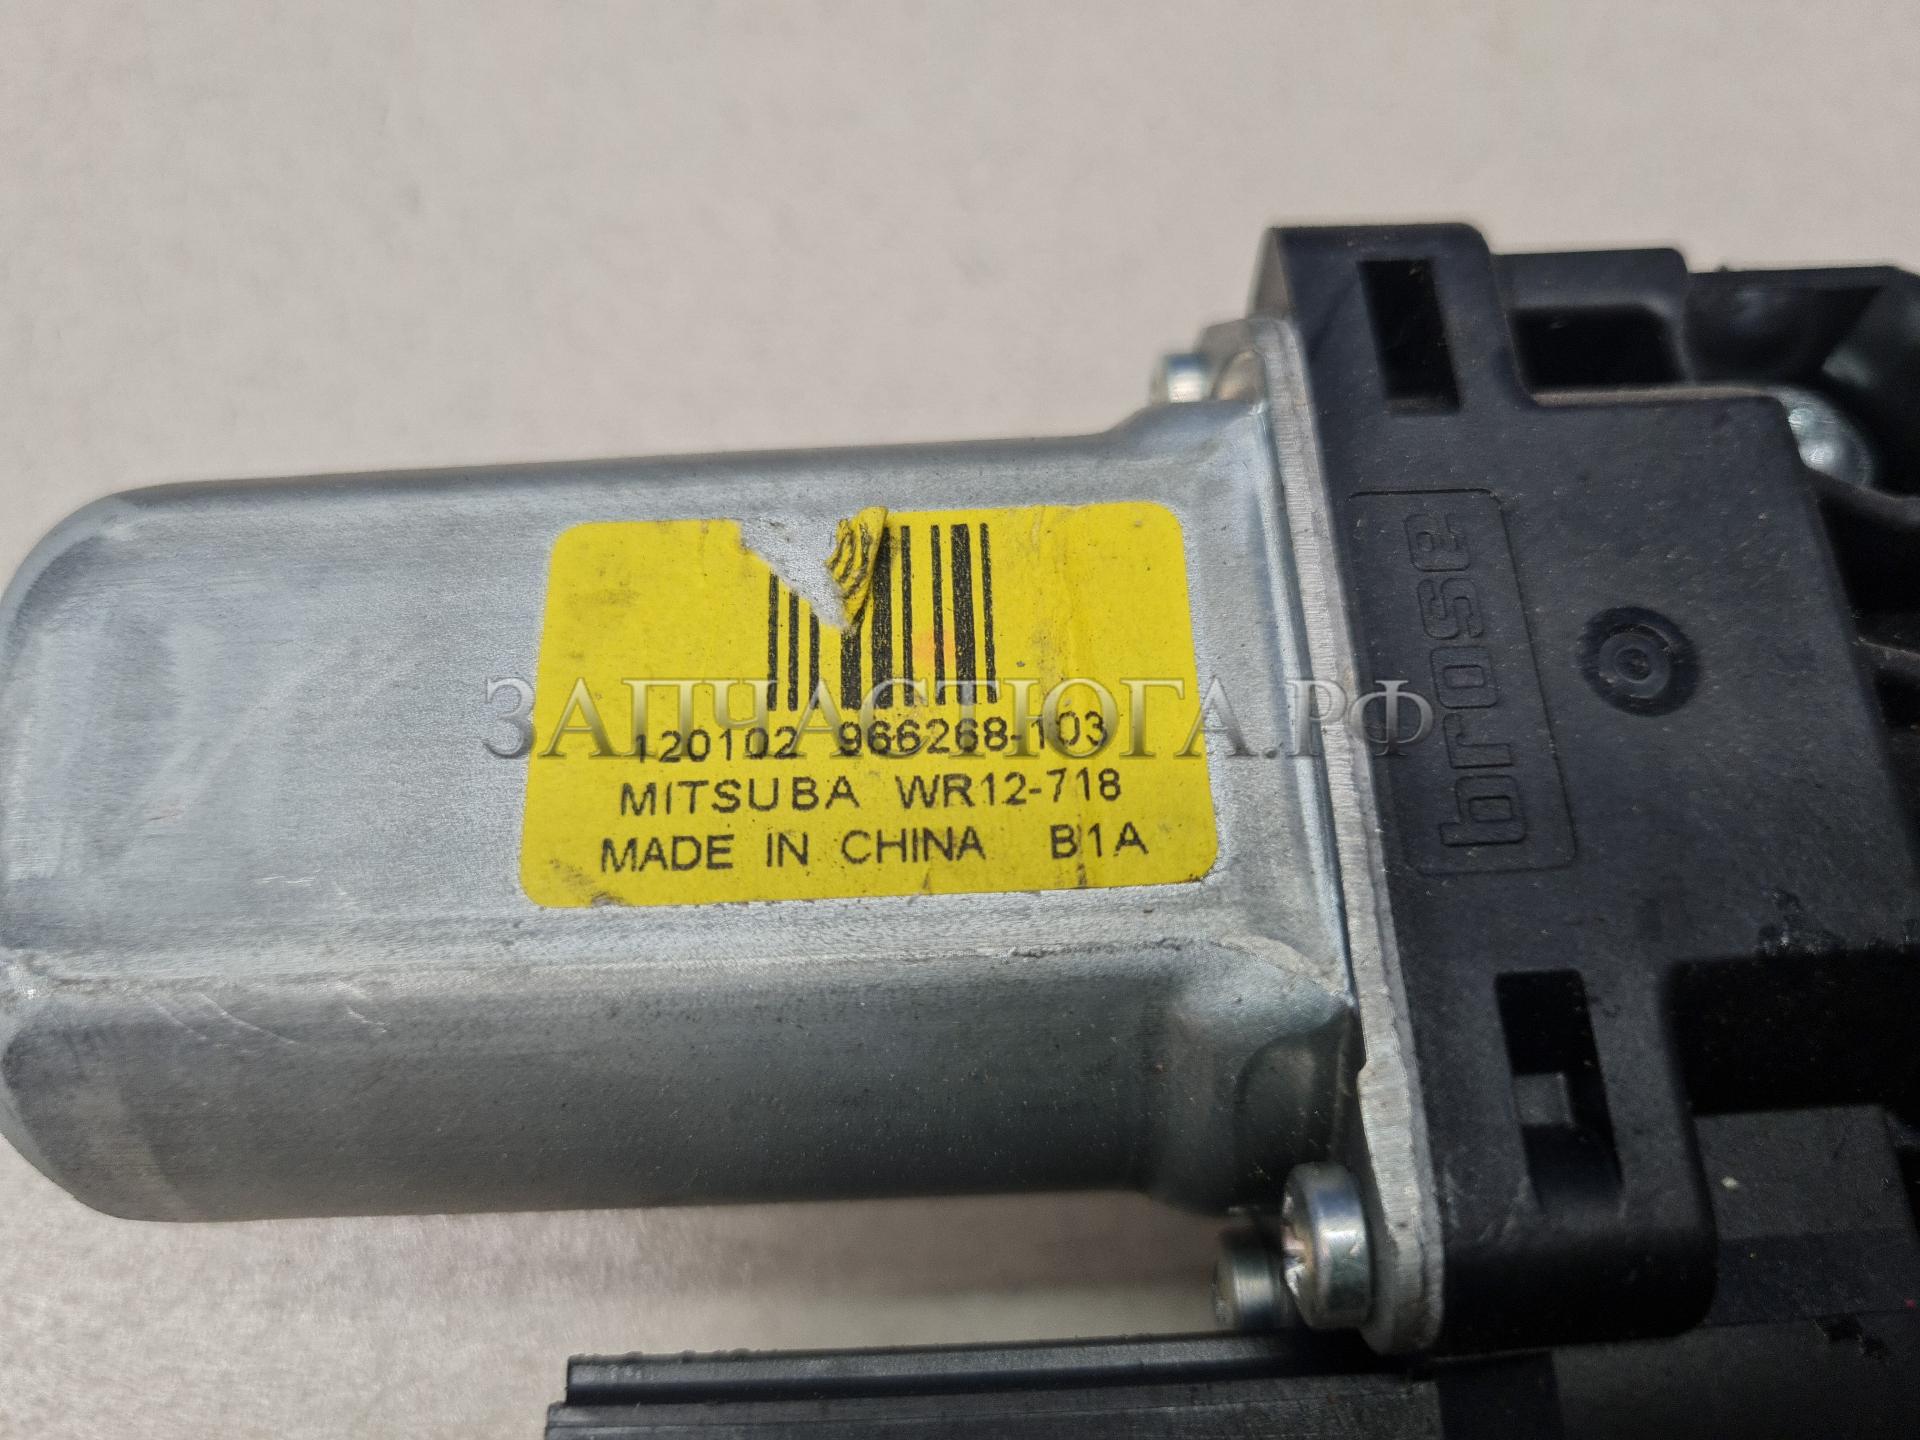 ЗАПЧАСТЮГА.РФ
120102 966268-103
MITSUBA WR12-718
MADE IN CHINA B1A
brose